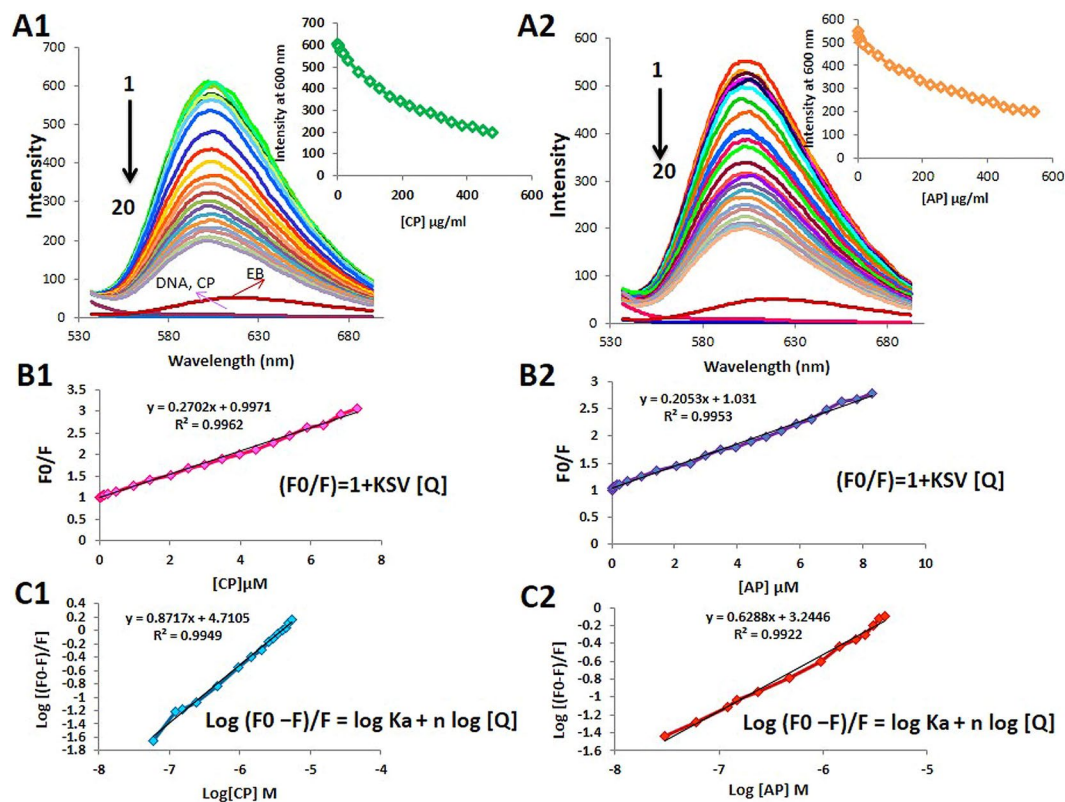 A1
Intensity
700
600
500
400
300
200
100
0
1
20
DNA, CP
EB
530
580
630
680
Wavelength (nm)
Intensity at 600 nm
700
600
500
400
300
200
100
0
0
200
400
600
[CP] µg/ml
A2
Intensity
600
500
400
300
200
100
0
1
20
530
580
630
680
Wavelength (nm)
Intensity at 600 nm
600
500
400
300
200
100
0
0
200
400
600
[AP] µg/ml
B1
F0/F
3.5
3
2.5
2
1.5
1
0.5
0
y = 0.2702x + 0.9971
R² = 0.9962
(F0/F)=1+KSV [Q]
0
2
4
6
8
[CP]µM
B2
F0/F
3
2.5
2
1.5
1
0.5
0
y = 0.2053x + 1.031
R² = 0.9953
(F0/F)=1+KSV [Q]
0
2
4
6
8
10
[AP] µM
C1
Log [(F0-F)/F]
0.4
0.2
0
-0.2
-0.4
-0.6
-0.8
-1
-1.2
-1.4
-1.6
-1.8
y = 0.8717x + 4.7105
R² = 0.9949
Log (F0 –F)/F = log Ka + n log [Q]
-8
-7
-6
-5
-4
Log[CP] M
C2
Log [(F0-F)/F]
0
-0.2
-0.4
-0.6
-0.8
-1
-1.2
-1.4
-1.6
y = 0.6288x + 3.2446
R² = 0.9922
Log (F0 –F)/F = log Ka + n log [Q]
-8
-7
-6
-5
Log [AP] M